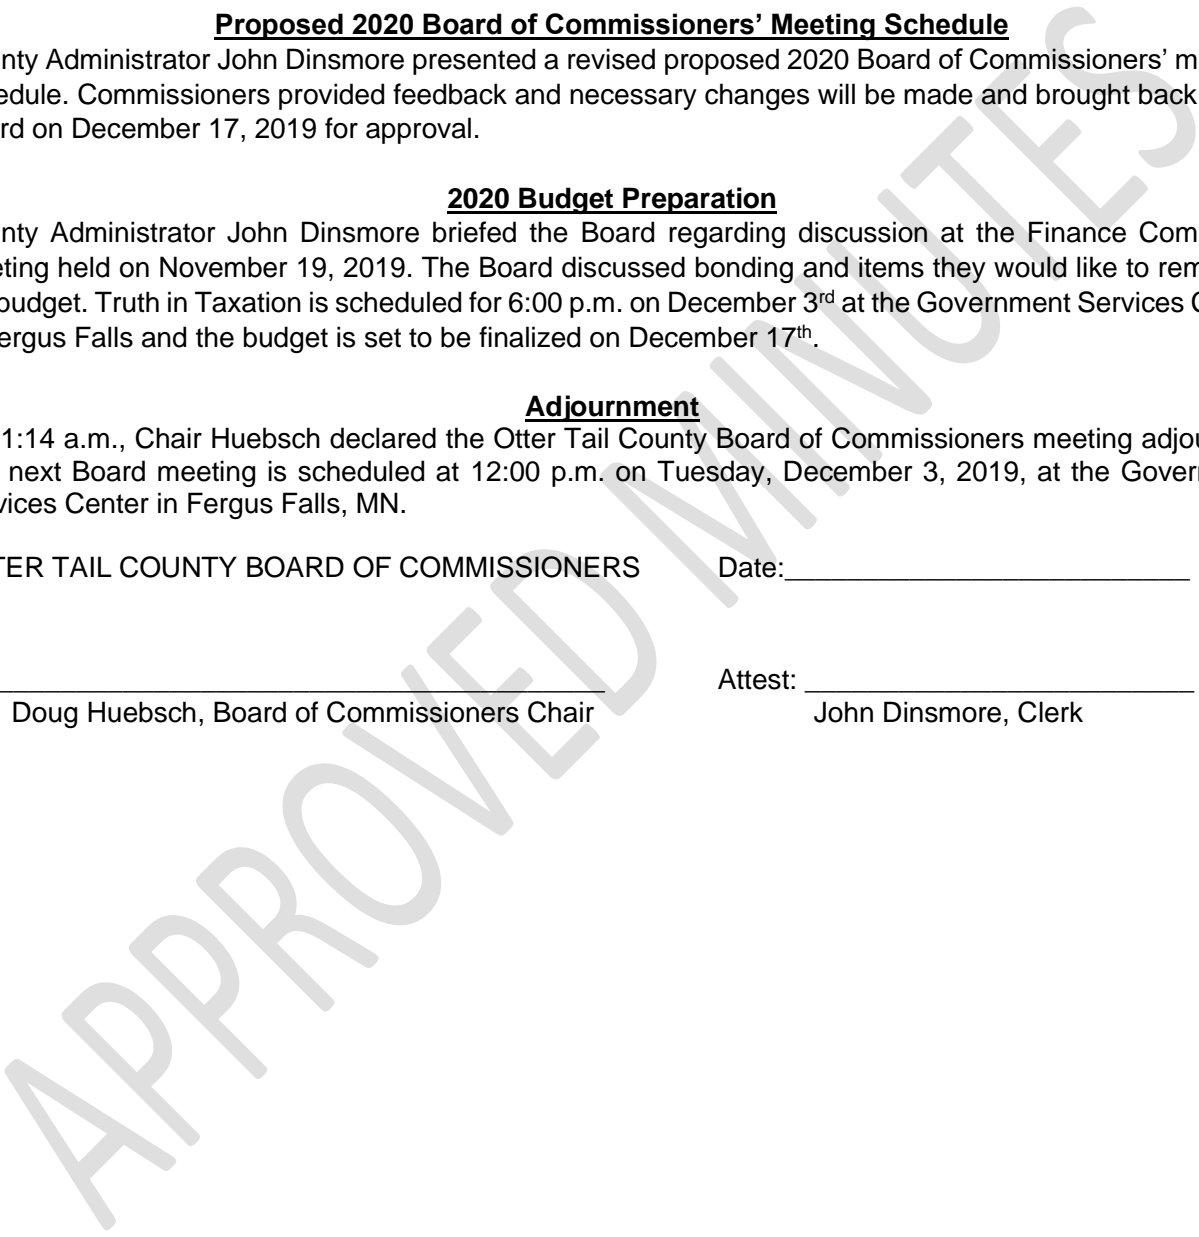 Proposed 2020 Board of Commissioners’ Meeting Schedule
nty Administrator John Dinsmore presented a revised proposed 2020 Board of Commissioners’ m
edule. Commissioners provided feedback and necessary changes will be made and brought back
rd on December 17, 2019 for approval.
2020 Budget Preparation
nty Administrator John Dinsmore briefed the Board regarding discussion at the Finance Com
eting held on November 19, 2019. The Board discussed bonding and items they would like to rem
budget. Truth in Taxation is scheduled for 6:00 p.m. on December 3rd at the Government Services C
ergus Falls and the budget is set to be finalized on December 17th.
Adjournment
1:14 a.m., Chair Huebsch declared the Otter Tail County Board of Commissioners meeting adjou
next Board meeting is scheduled at 12:00 p.m. on Tuesday, December 3, 2019, at the Govern
vices Center in Fergus Falls, MN.
TER TAIL COUNTY BOARD OF COMMISSIONERS Date:__________________________
_______________________________________ Attest: _________________________
Doug Huebsch, Board of Commissioners Chair John Dinsmore, Clerk
APPROVED MINUTES